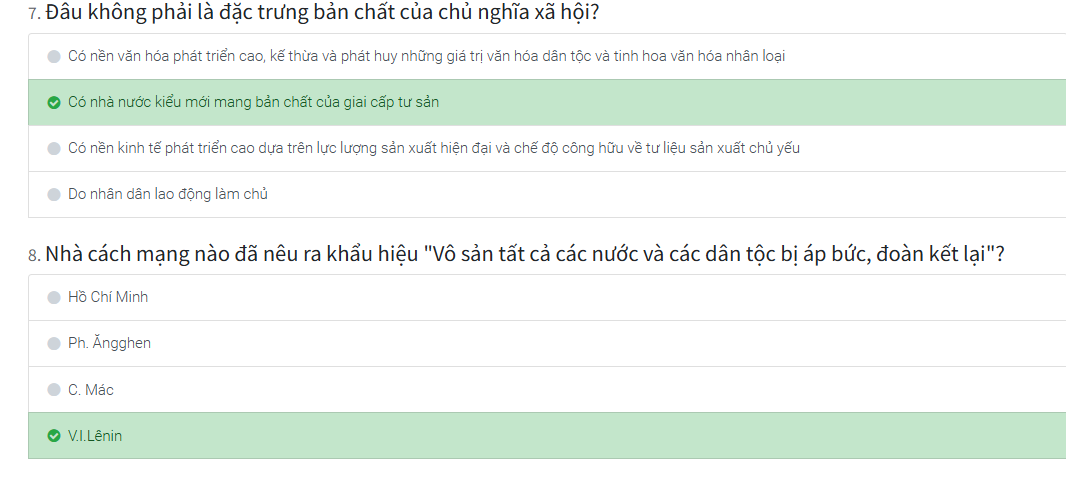 7. Đâu không phải là đặc trưng bản chất của chủ nghĩa xã hội?
Có nền văn hóa phát triển cao, kế thừa và phát huy những giá trị văn hóa dân tộc và tinh hoa văn hóa nhân loại
Có nhà nước kiểu mới mang bản chất của giai cấp tư sản
Có nền kinh tế phát triển cao dựa trên lực lượng sản xuất hiện đại và chế độ công hữu về tư liệu sản xuất chủ yếu
Do nhân dân lao động làm chủ
8. Nhà cách mạng nào đã nêu ra khẩu hiệu "Vô sản tất cả các nước và các dân tộc bị áp bức, đoàn kết lại"?
Hồ Chí Minh
Ph. Ăngghen
C. Mác
V.I.Lênin